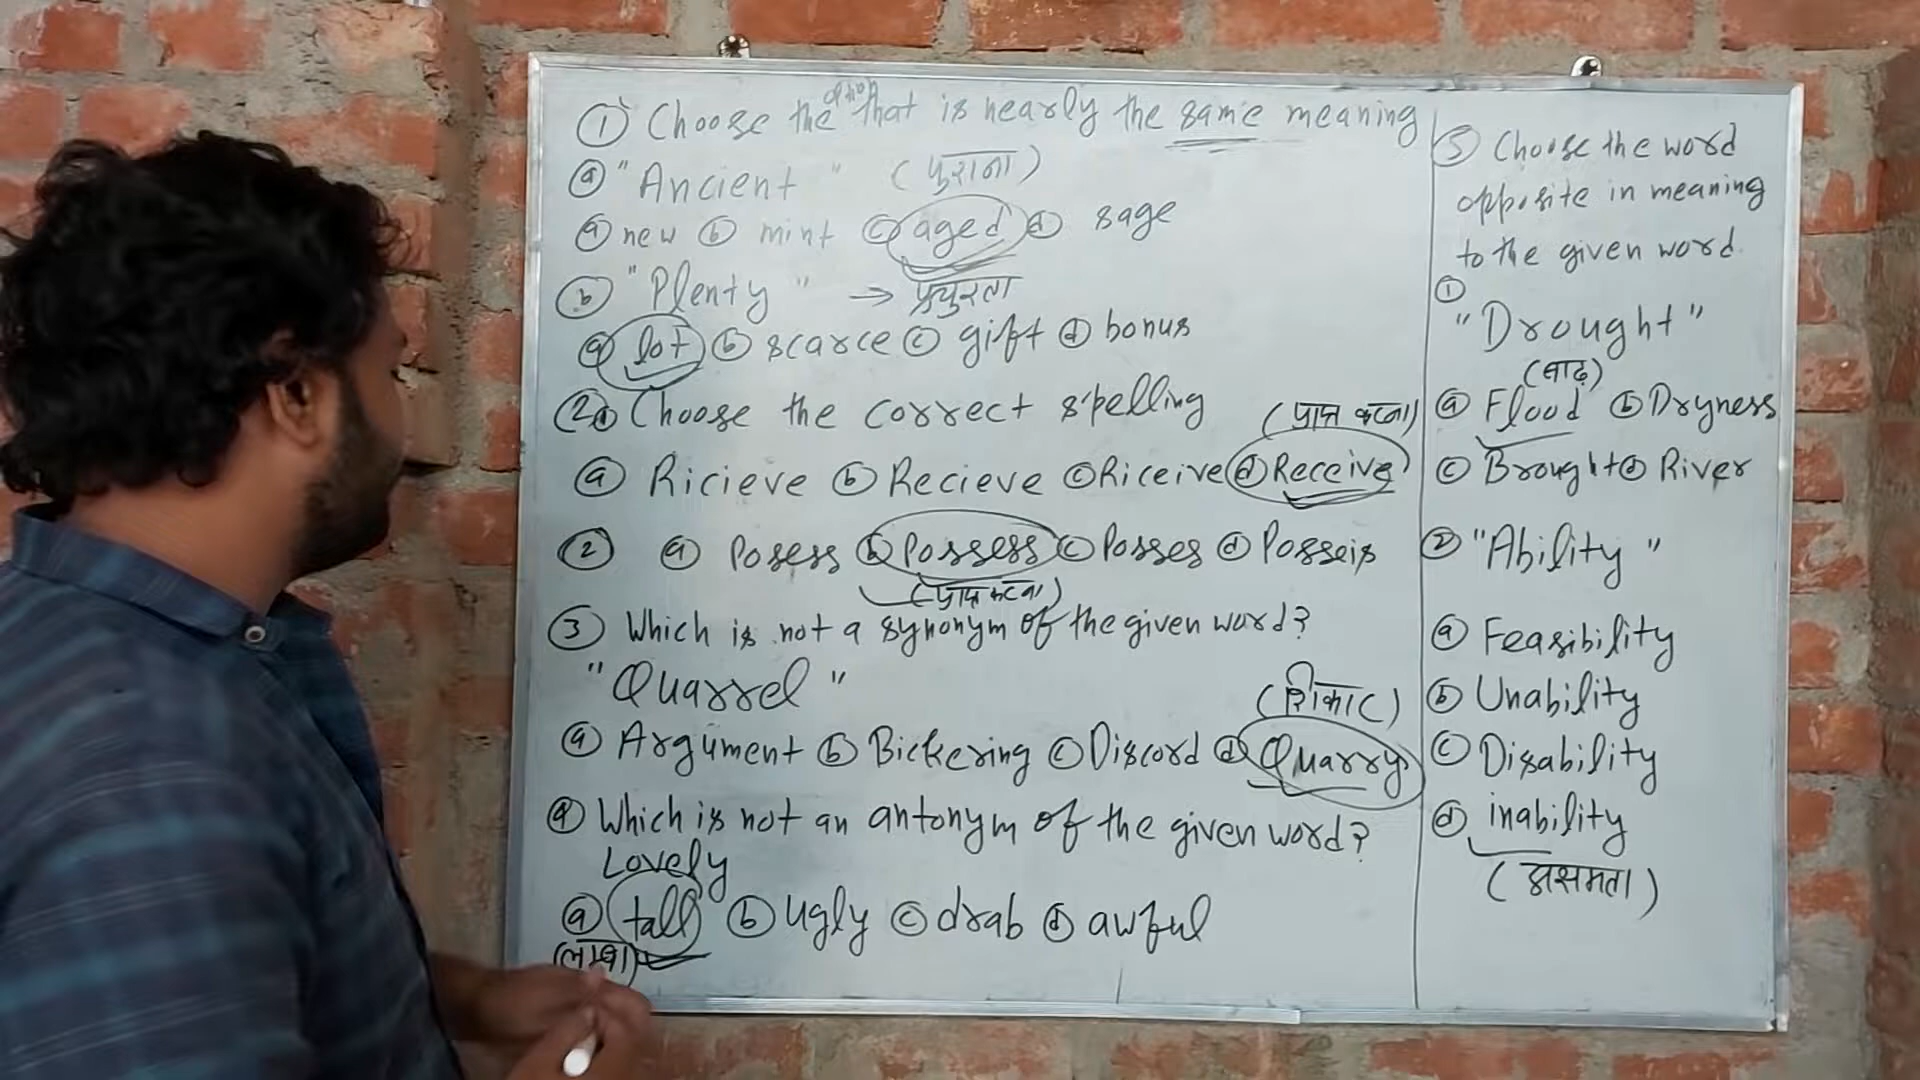 ① Choose the option that is nearly the same meaning
ⓐ "Ancient" (पुराना)
ⓐ new ⓑ mint ⓒ aged ⓓ sage
ⓑ "Plenty" → प्रचुरता
ⓐ lot ⓑ scarce ⓒ gift ⓓ bonus
② ① Choose the correct spelling
(प्राप्त करना)
ⓐ Ricieve ⓑ Recieve ⓒ Riceive ⓓ Receive
② ⓐ Posess ⓑ Possess ⓒ Posses ⓓ Posseis
(प्राप्त करना)
③ Which is not a synonym of the given word?
"Quarrel"
(शिकार)
ⓐ Argument ⓑ Bickering ⓒ Discord ⓓ Quarry
④ Which is not an antonym of the given word?
Lovely
ⓐ tall ⓑ ugly ⓒ drab ⓓ awful
(लम्बा)
⑤ Choose the word
opposite in meaning
to the given word.
①
"Drought"
(बाढ़)
ⓐ Flood ⓑ Dryness
ⓒ Brought ⓓ River
② "Ability"
ⓐ Feasibility
ⓑ Unability
ⓒ Disability
ⓓ inability
(असमता)